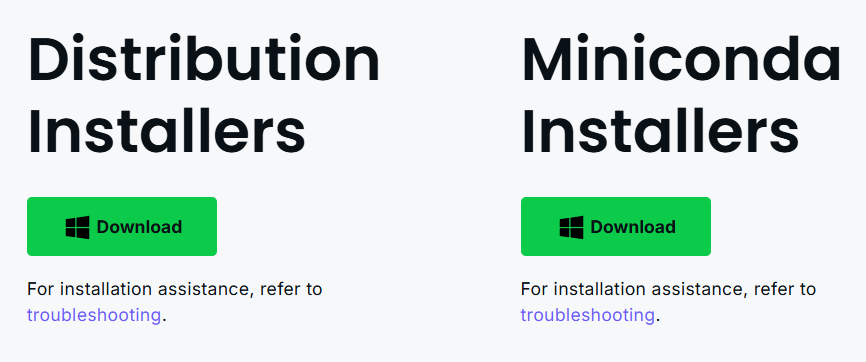 Distribution
Installers
Download
For installation assistance, refer to
troubleshooting.
Miniconda
Installers
Download
For installation assistance, refer to
troubleshooting.